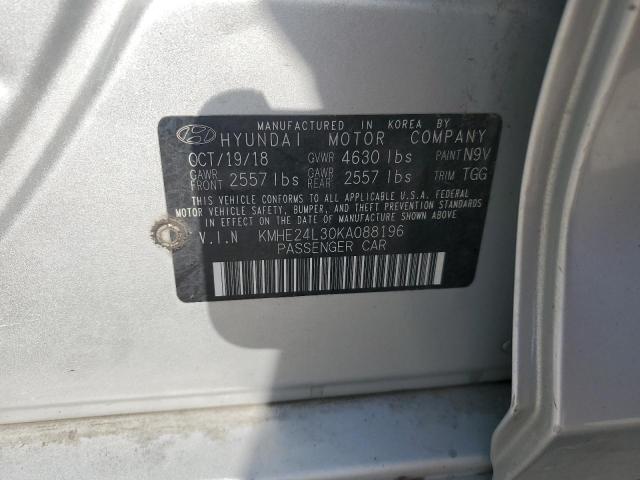 MANUFACTURED IN KOREA BY
HYUNDAI MOTOR COMPANY
OCT/19/18 GVWR 4630 lbs PAINT N9V
GAWR FRONT 2557 lbs GAWR REAR 2557 lbs TRIM TGG
THIS VEHICLE CONFORMS TO ALL APPLICABLE U.S.A. FEDERAL
MOTOR VEHICLE SAFETY, BUMPER, AND THEFT PREVENTION STANDARDS
IN EFFECT ON THE DATE OF MANUFACTURE SHOWN ABOVE.
V.I.N KMHE24L30KA088196
PASSENGER CAR